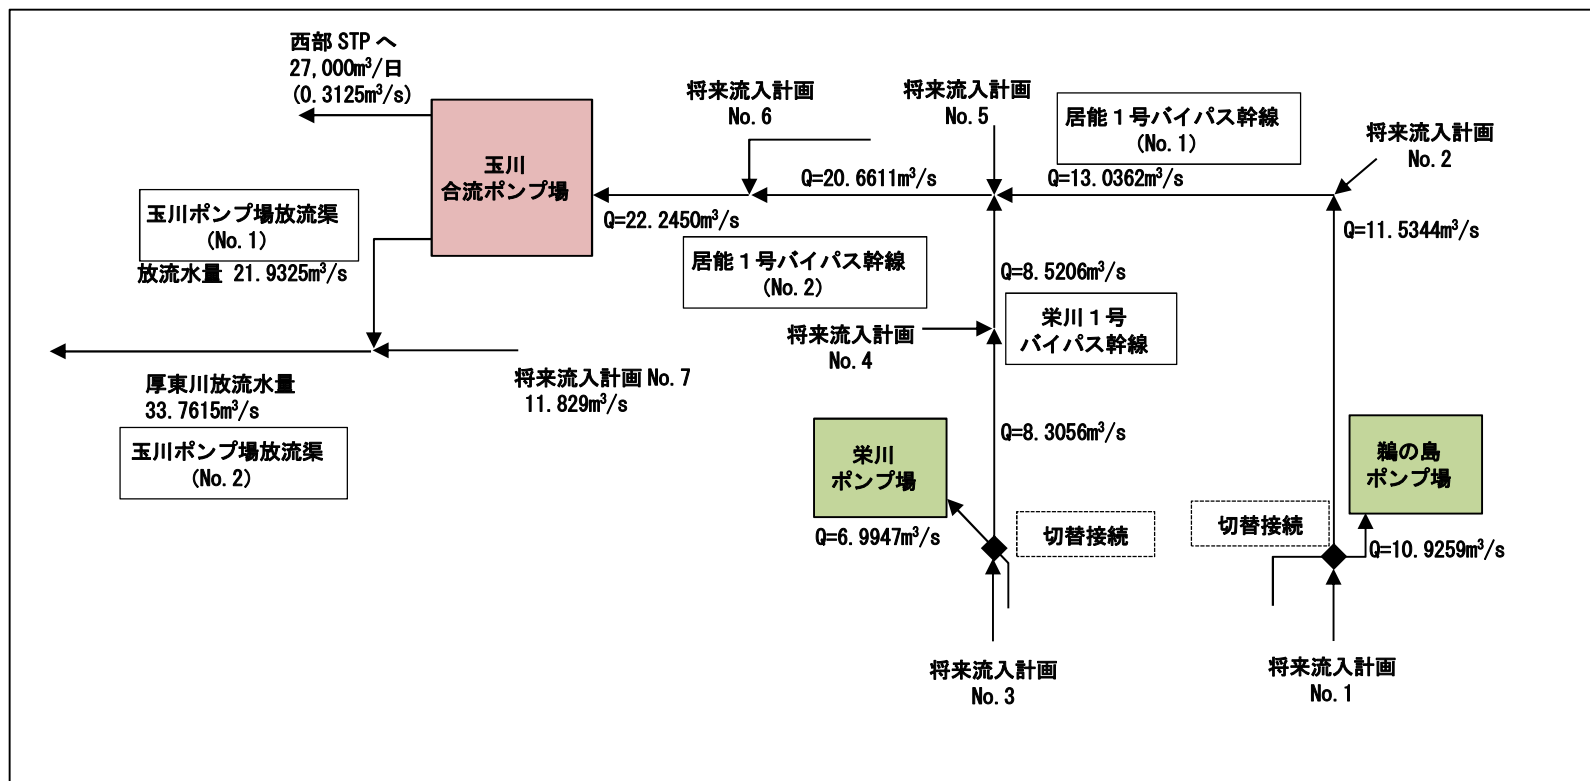 西部 STP へ
27,000m³/日
(0.3125m³/s)
将来流入計画
No. 6
将来流入計画
No. 5
居能１号バイパス幹線
(No. 1)
将来流入計画
No. 2
玉川
合流ポンプ場
Q=20.6611m³/s
Q=13.0362m³/s
玉川ポンプ場放流渠
(No. 1)
放流水量 21.9325m³/s
Q=22.2450m³/s
Q=11.5344m³/s
居能１号バイパス幹線
(No. 2)
Q=8.5206m³/s
栄川１号
バイパス幹線
将来流入計画
No. 4
厚東川放流水量
33.7615m³/s
将来流入計画 No. 7
11.829m³/s
玉川ポンプ場放流渠
(No. 2)
Q=8.3056m³/s
栄川
ポンプ場
鵜の島
ポンプ場
Q=6.9947m³/s
切替接続
切替接続
Q=10.9259m³/s
将来流入計画
No. 3
将来流入計画
No. 1